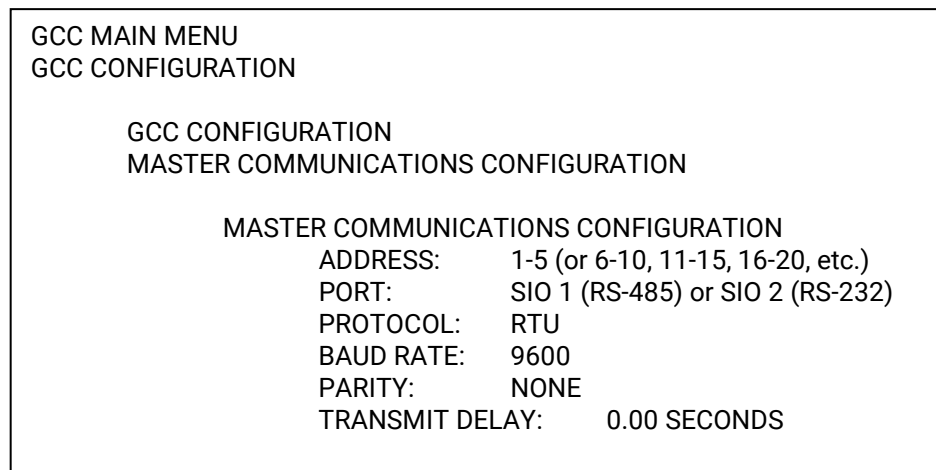 GCC MAIN MENU
GCC CONFIGURATION
GCC CONFIGURATION
MASTER COMMUNICATIONS CONFIGURATION
MASTER COMMUNICATIONS CONFIGURATION
ADDRESS: 1-5 (or 6-10, 11-15, 16-20, etc.)
PORT: SIO 1 (RS-485) or SIO 2 (RS-232)
PROTOCOL: RTU
BAUD RATE: 9600
PARITY: NONE
TRANSMIT DELAY: 0.00 SECONDS